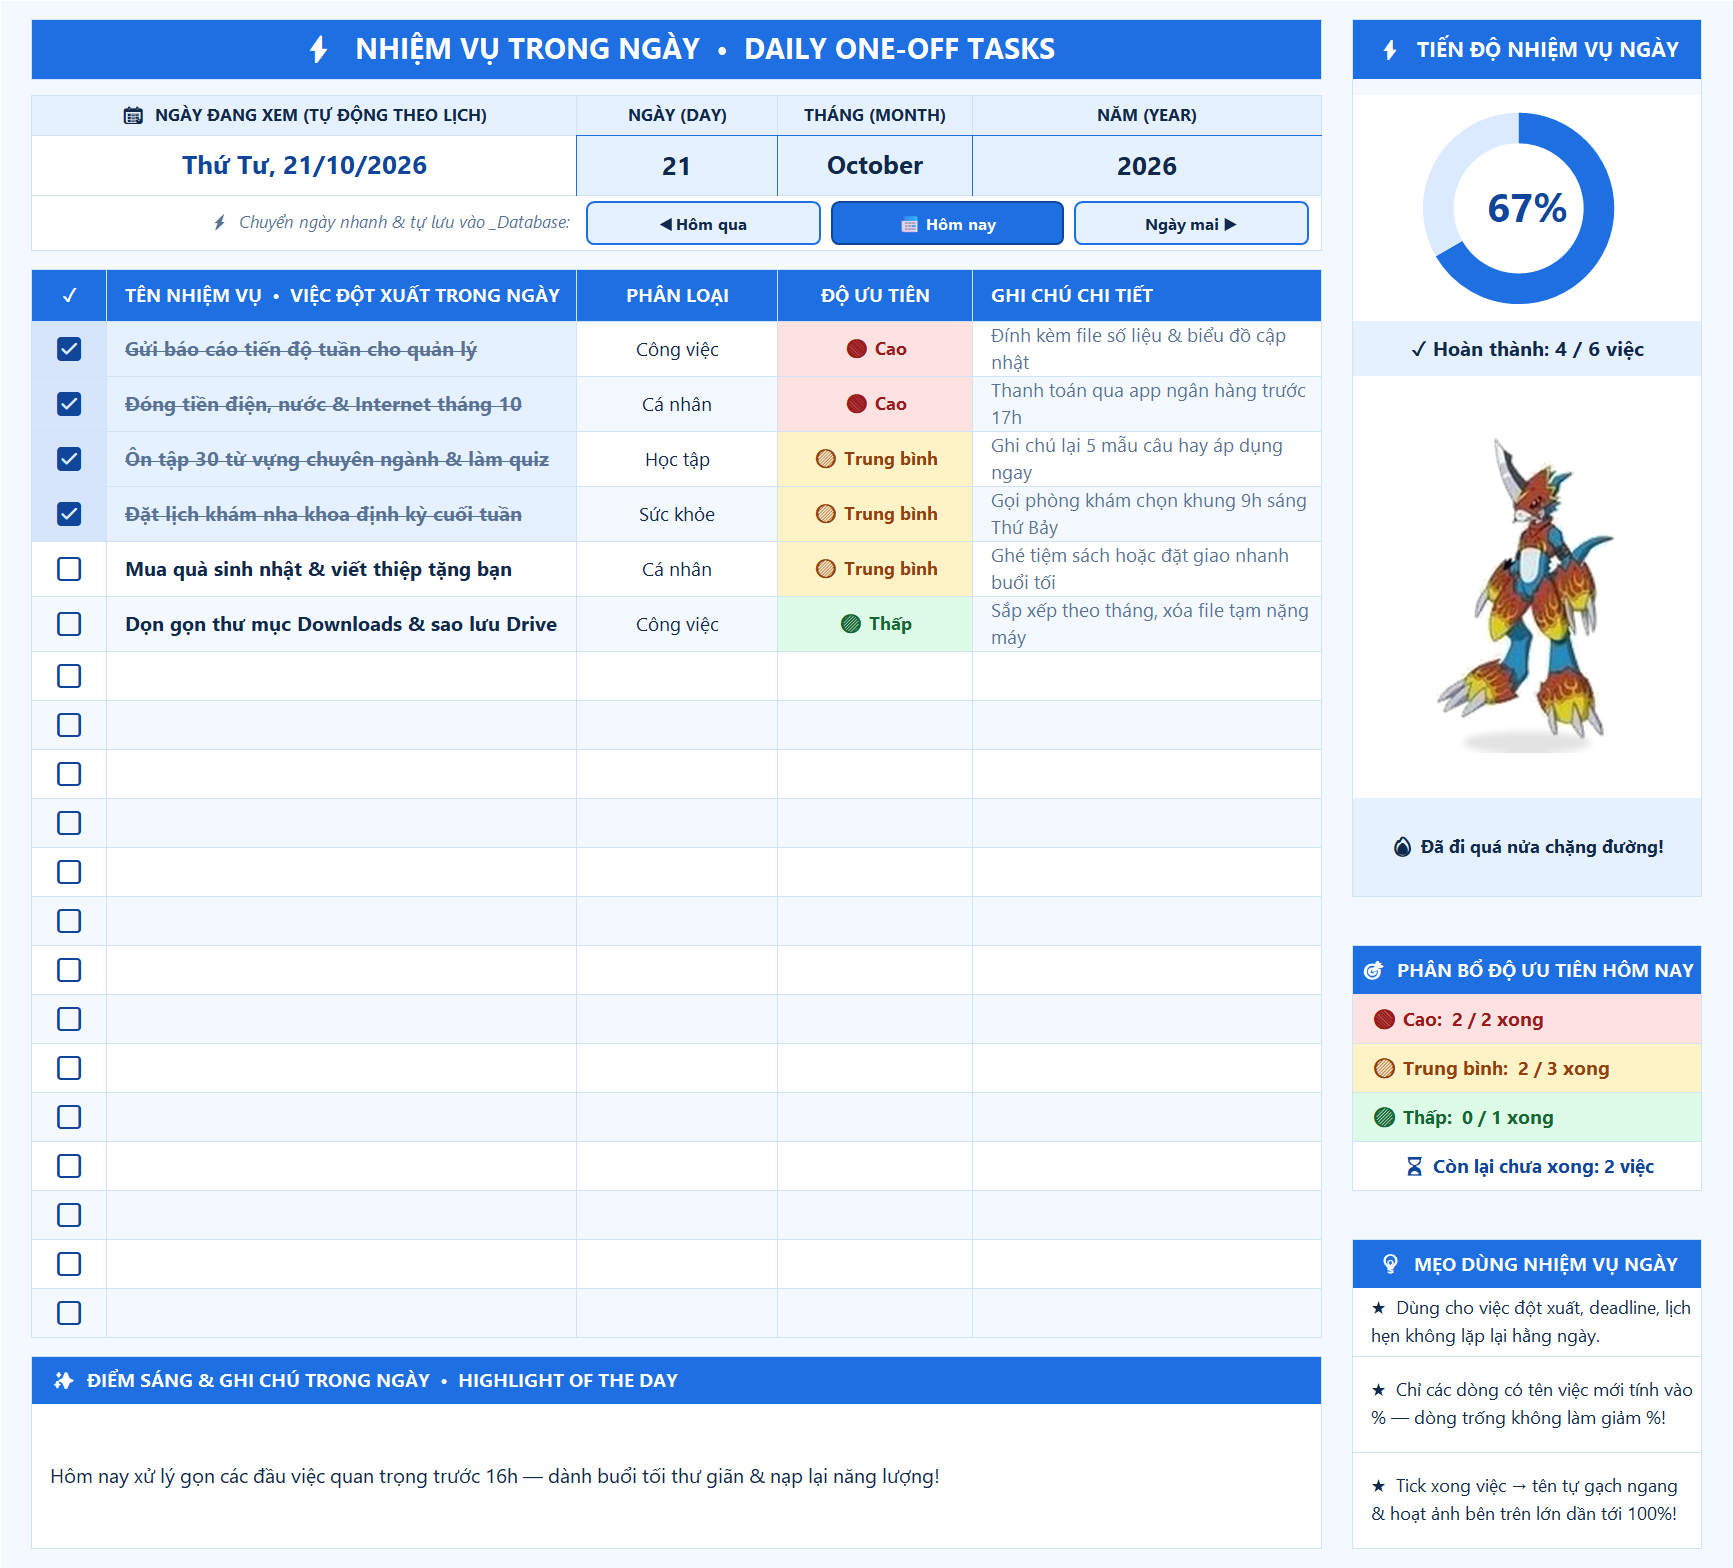 NHIỆM VỤ TRONG NGÀY • DAILY ONE-OFF TASKS
NGÀY ĐANG XEM (TỰ ĐỘNG THEO LỊCH)
NGÀY (DAY)
THÁNG (MONTH)
NĂM (YEAR)
Thứ Tư, 21/10/2026
21
October
2026
Chuyển ngày nhanh & tự lưu vào _Database:
◀ Hôm qua
Hôm nay
Ngày mai ▶
✓
TÊN NHIỆM VỤ • VIỆC ĐỘT XUẤT TRONG NGÀY
PHÂN LOẠI
ĐỘ ƯU TIÊN
GHI CHÚ CHI TIẾT
Gửi báo cáo tiến độ tuần cho quản lý
Công việc
Cao
Đính kèm file số liệu & biểu đồ cập
nhật
Đóng tiền điện, nước & Internet tháng 10
Cá nhân
Cao
Thanh toán qua app ngân hàng trước
17h
Ôn tập 30 từ vựng chuyên ngành & làm quiz
Học tập
Trung bình
Ghi chú lại 5 mẫu câu hay áp dụng
ngay
Đặt lịch khám nha khoa định kỳ cuối tuần
Sức khỏe
Trung bình
Gọi phòng khám chọn khung 9h sáng
Thứ Bảy
Mua quà sinh nhật & viết thiệp tặng bạn
Cá nhân
Trung bình
Ghé tiệm sách hoặc đặt giao nhanh
buổi tối
Dọn gọn thư mục Downloads & sao lưu Drive
Công việc
Thấp
Sắp xếp theo tháng, xóa file tạm nặng
máy
ĐIỂM SÁNG & GHI CHÚ TRONG NGÀY • HIGHLIGHT OF THE DAY
Hôm nay xử lý gọn các đầu việc quan trọng trước 16h — dành buổi tối thư giãn & nạp lại năng lượng!
TIẾN ĐỘ NHIỆM VỤ NGÀY
67%
✓ Hoàn thành: 4 / 6 việc
Đã đi quá nửa chặng đường!
PHÂN BỔ ĐỘ ƯU TIÊN HÔM NAY
Cao: 2 / 2 xong
Trung bình: 2 / 3 xong
Thấp: 0 / 1 xong
Còn lại chưa xong: 2 việc
MẸO DÙNG NHIỆM VỤ NGÀY
★ Dùng cho việc đột xuất, deadline, lịch
hẹn không lặp lại hằng ngày.
★ Chỉ các dòng có tên việc mới tính vào
% — dòng trống không làm giảm %!
★ Tick xong việc → tên tự gạch ngang
& hoạt ảnh bên trên lớn dần tới 100%!